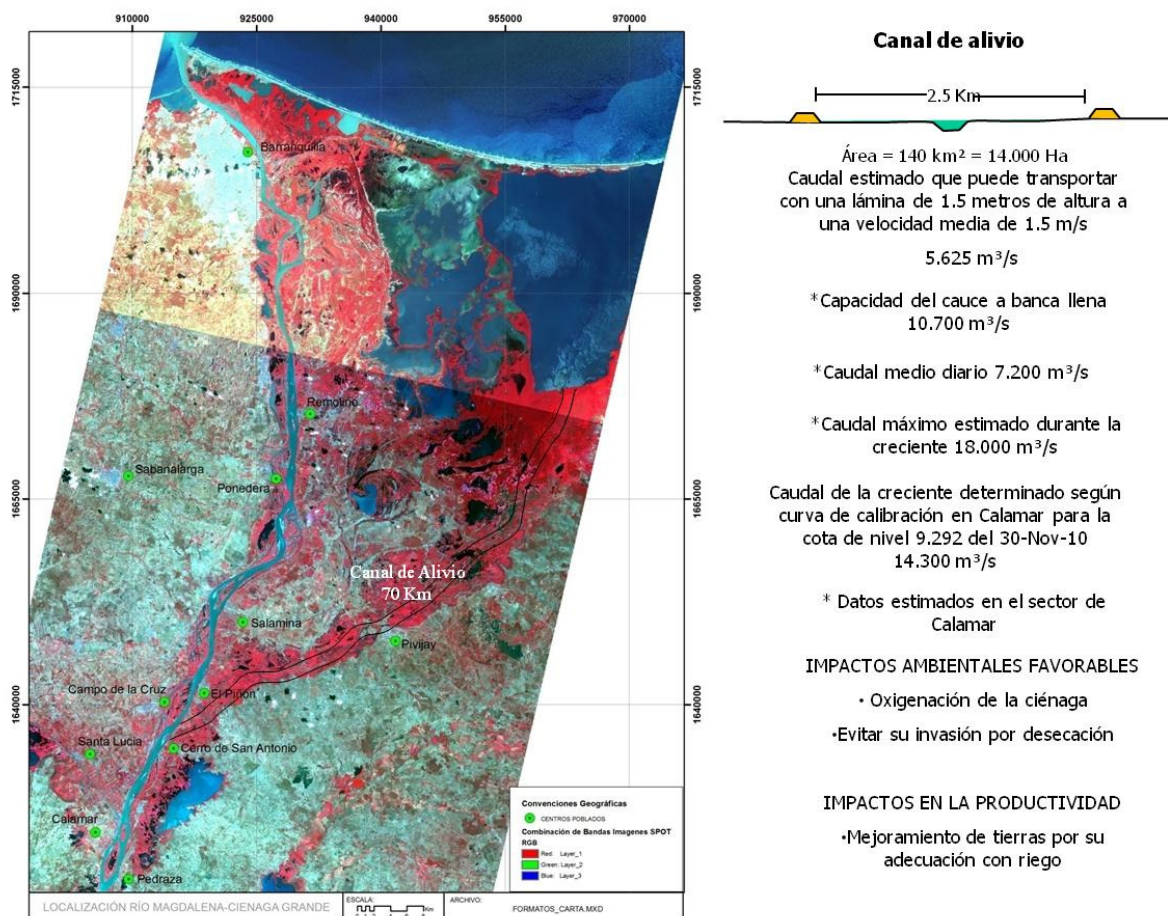 910000
925000
940000
955000
970000
1715000
1690000
1665000
1640000
1715000
1690000
1665000
1640000
Barranquilla
Remolino
Sabanalarga
Ponedera
Canal de Alivio
70 Km
Salamina
Pivijay
Campo de la Cruz
El Piñon
Santa Lucia
Cerro de San Antonio
Calamar
Pedraza
Convenciones Geográficas
CENTROS POBLADOS
Combinación de Bandas Imagenes SPOT
RGB
Red: Layer_1
Green: Layer_2
Blue: Layer_3
LOCALIZACIÓN RÍO MAGDALENA-CIENAGA GRANDE
ESCALA:
Km
ARCHIVO:
FORMATOS_CARTA.MXD
Canal de alivio
2.5 Km
Área = 140 km² = 14.000 Ha
Caudal estimado que puede transportar
con una lámina de 1.5 metros de altura a
una velocidad media de 1.5 m/s
5.625 m³/s
*Capacidad del cauce a banca llena
10.700 m³/s
*Caudal medio diario 7.200 m³/s
*Caudal máximo estimado durante la
creciente 18.000 m³/s
Caudal de la creciente determinado según
curva de calibración en Calamar para la
cota de nivel 9.292 del 30-Nov-10
14.300 m³/s
* Datos estimados en el sector de
Calamar
IMPACTOS AMBIENTALES FAVORABLES
• Oxigenación de la ciénaga
•Evitar su invasión por desecación
IMPACTOS EN LA PRODUCTIVIDAD
•Mejoramiento de tierras por su
adecuación con riego